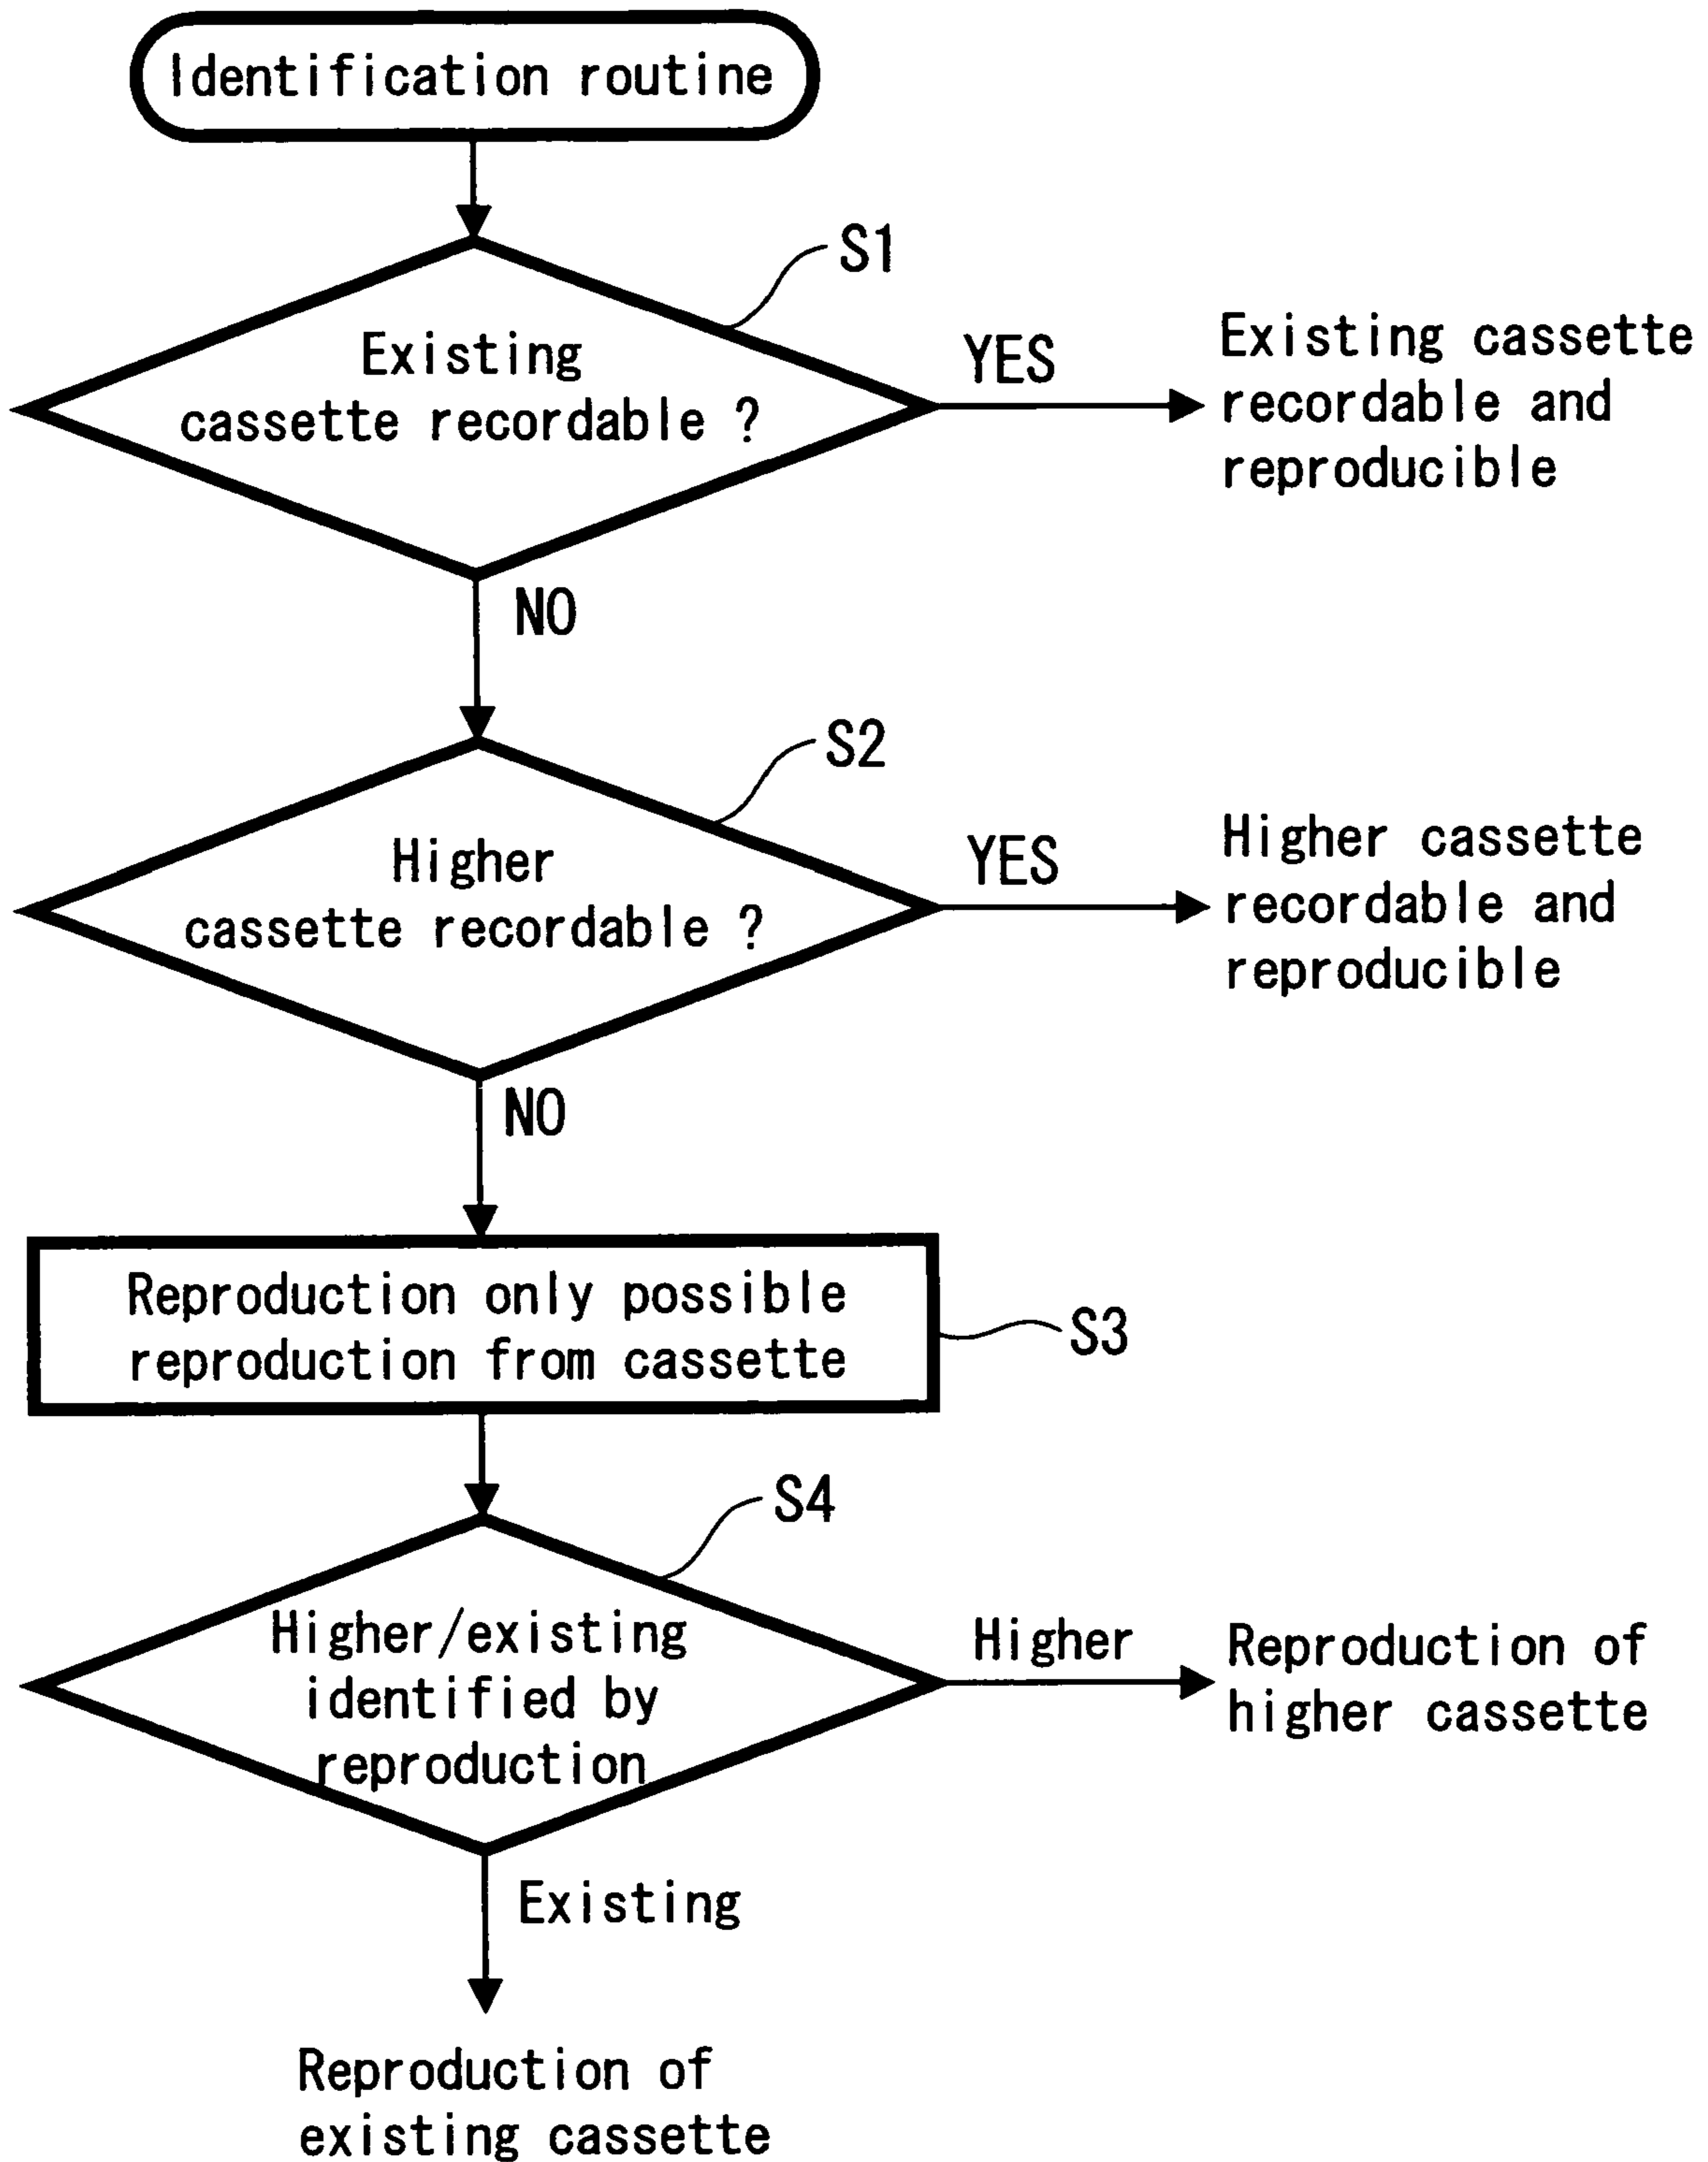 Identification routine
S1
Existing
cassette recordable ?
YES
Existing cassette
recordable and
reproducible
NO
S2
Higher
cassette recordable ?
YES
Higher cassette
recordable and
reproducible
NO
Reproduction only possible
reproduction from cassette
S3
S4
Higher/existing
identified by
reproduction
Higher
Reproduction of
higher cassette
Existing
Reproduction of
existing cassette